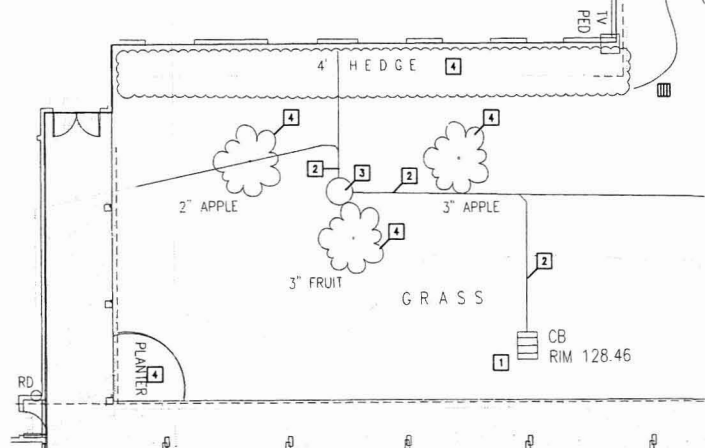 TV
PED
4' HEDGE 4
4
4
2
3
2
2" APPLE
3" APPLE
4
3" FRUIT
2
GRASS
CB
RIM 128.46
1
PLANTER
4
RD